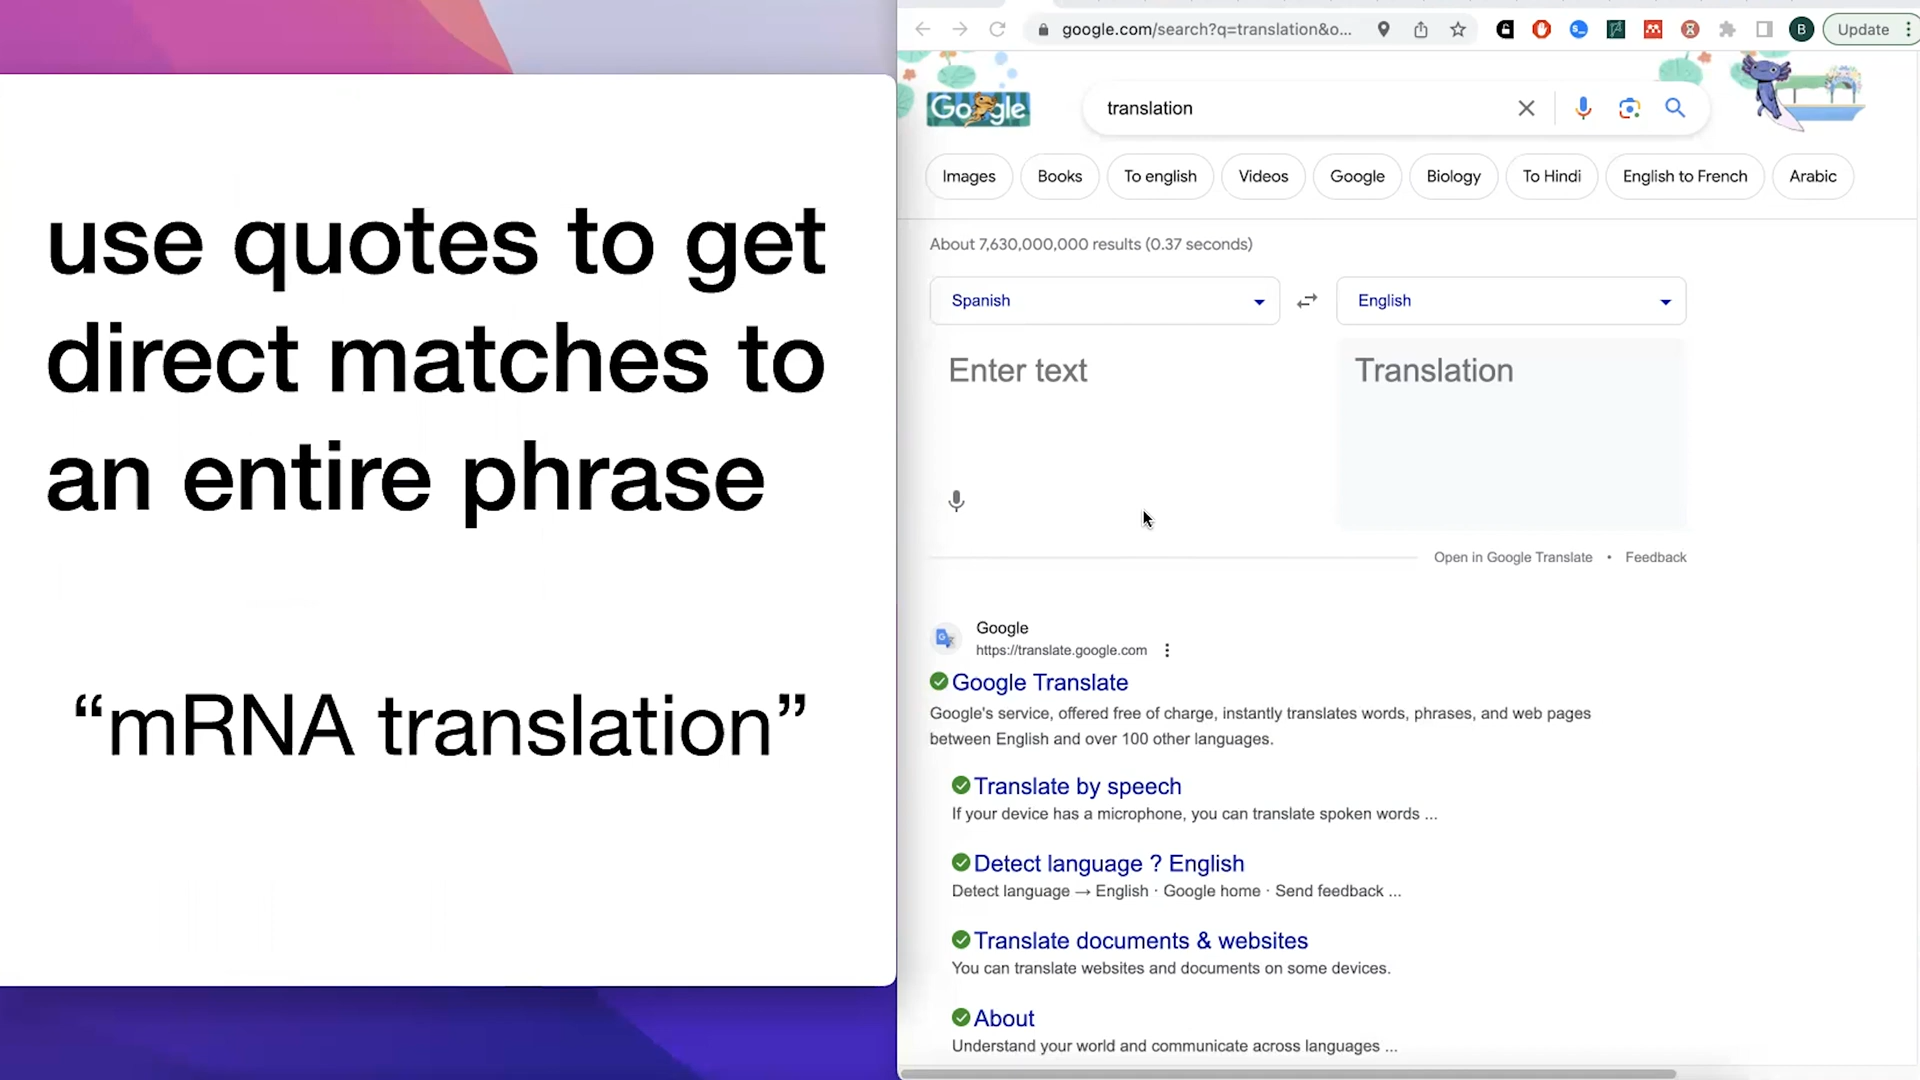 use quotes to get
direct matches to
an entire phrase
“mRNA translation”
google.com/search?q=translation&o...
B
Update
Google
translation
Images
Books
To english
Videos
Google
Biology
To Hindi
English to French
Arabic
About 7,630,000,000 results (0.37 seconds)
Spanish
English
Enter text
Translation
Open in Google Translate • Feedback
Google
https://translate.google.com
Google Translate
Google's service, offered free of charge, instantly translates words, phrases, and web pages
between English and over 100 other languages.
Translate by speech
If your device has a microphone, you can translate spoken words ...
Detect language ? English
Detect language → English · Google home · Send feedback ...
Translate documents & websites
You can translate websites and documents on some devices.
About
Understand your world and communicate across languages ...